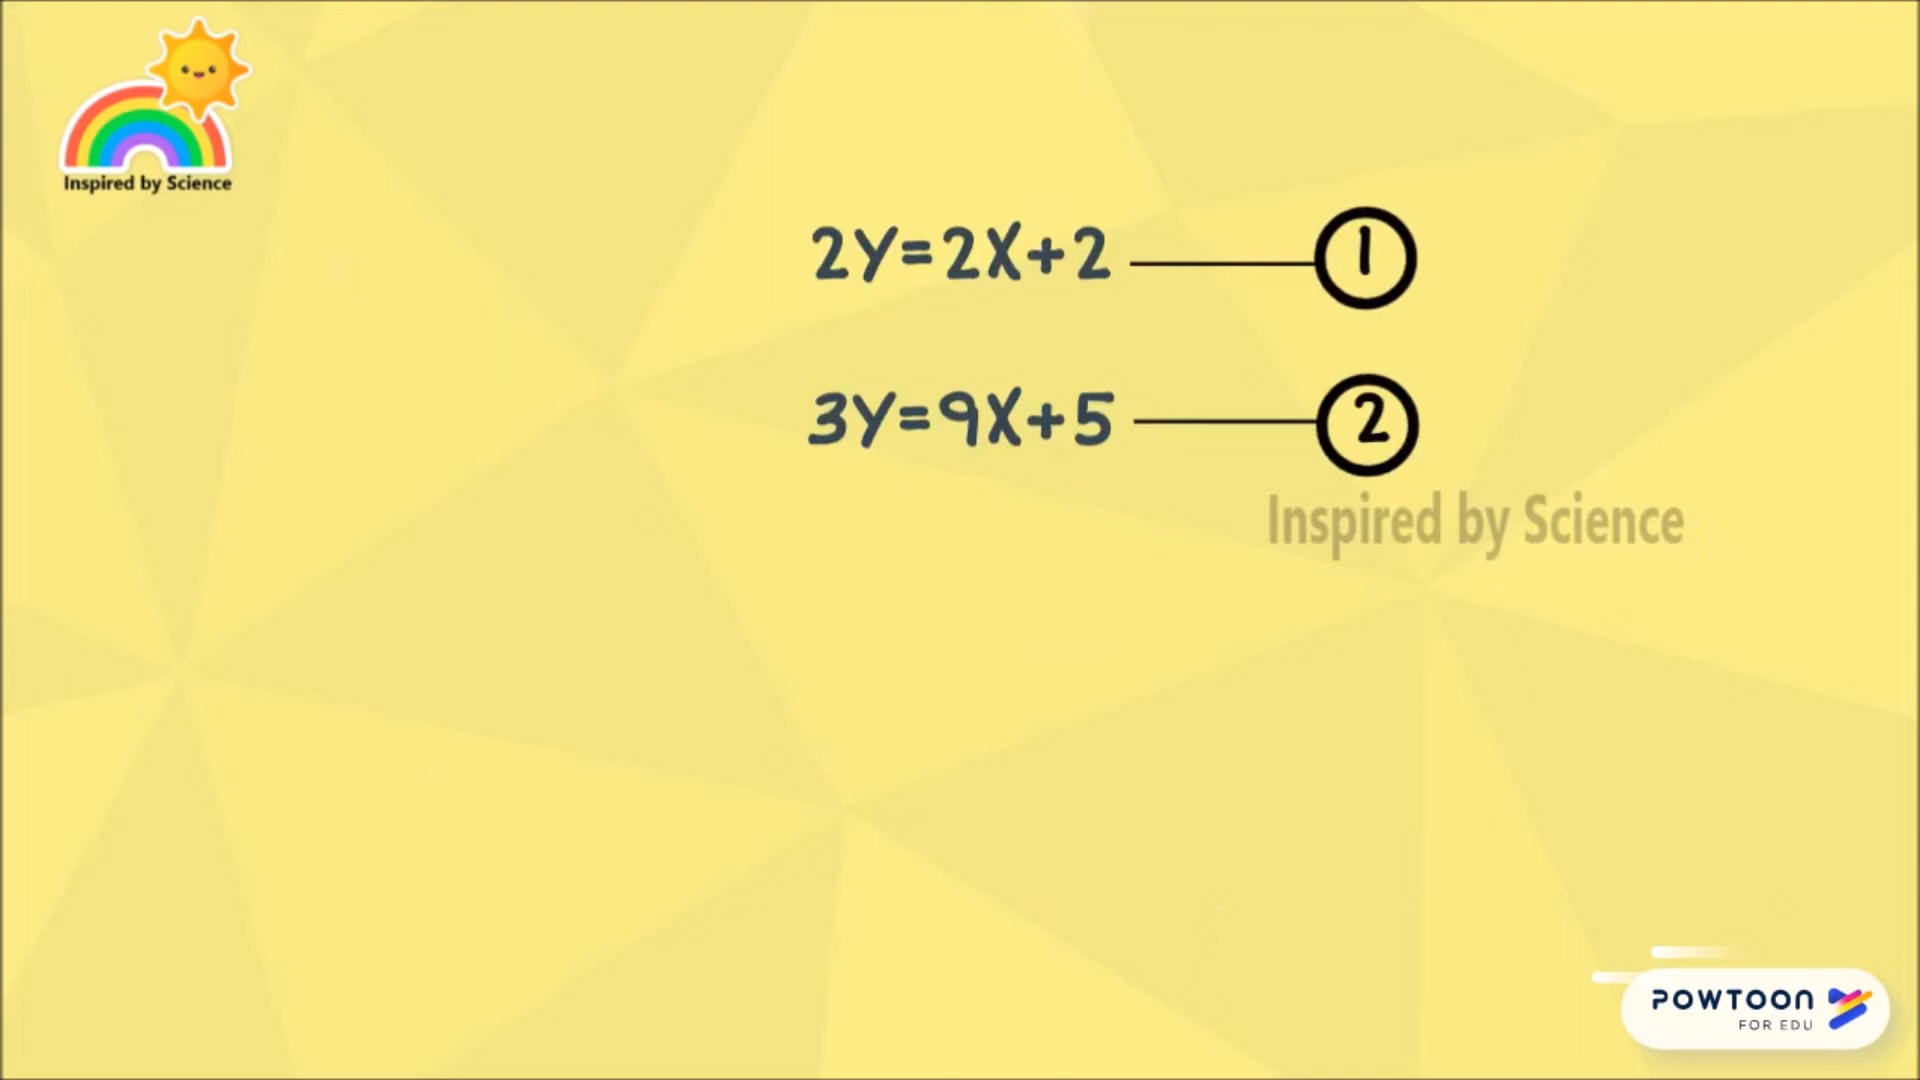 Inspired by Science
2Y=2X+2 1
3Y=9X+5 2
Inspired by Science
POWTOON
FOR EDU